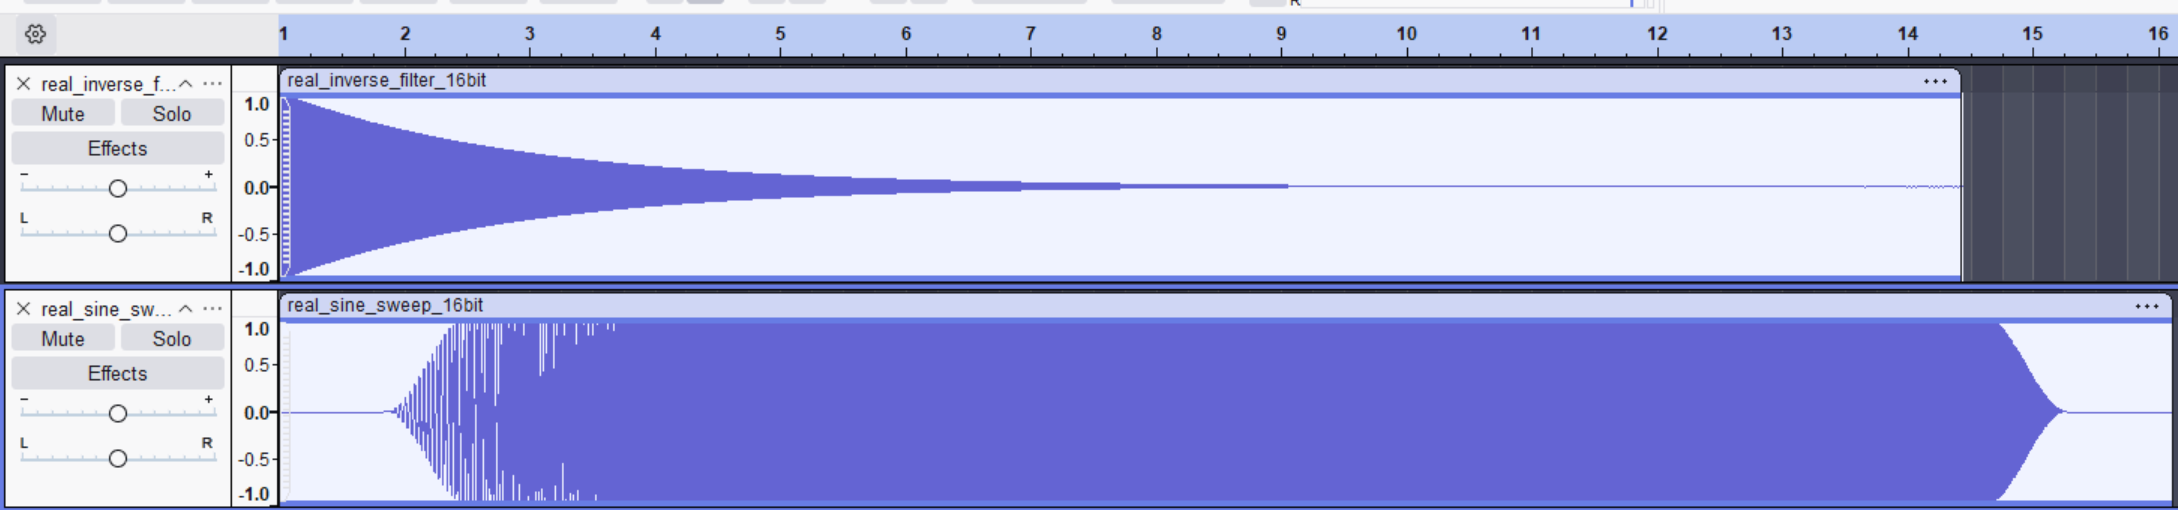 R
1 2 3 4 5 6 7 8 9 10 11 12 13 14 15 16
real_inverse_f... ...
real_inverse_filter_16bit ...
Mute Solo
Effects
- +
L R
1.0
0.5
0.0
-0.5
-1.0
real_sine_sw... ...
real_sine_sweep_16bit ...
Mute Solo
Effects
- +
L R
1.0
0.5
0.0
-0.5
-1.0